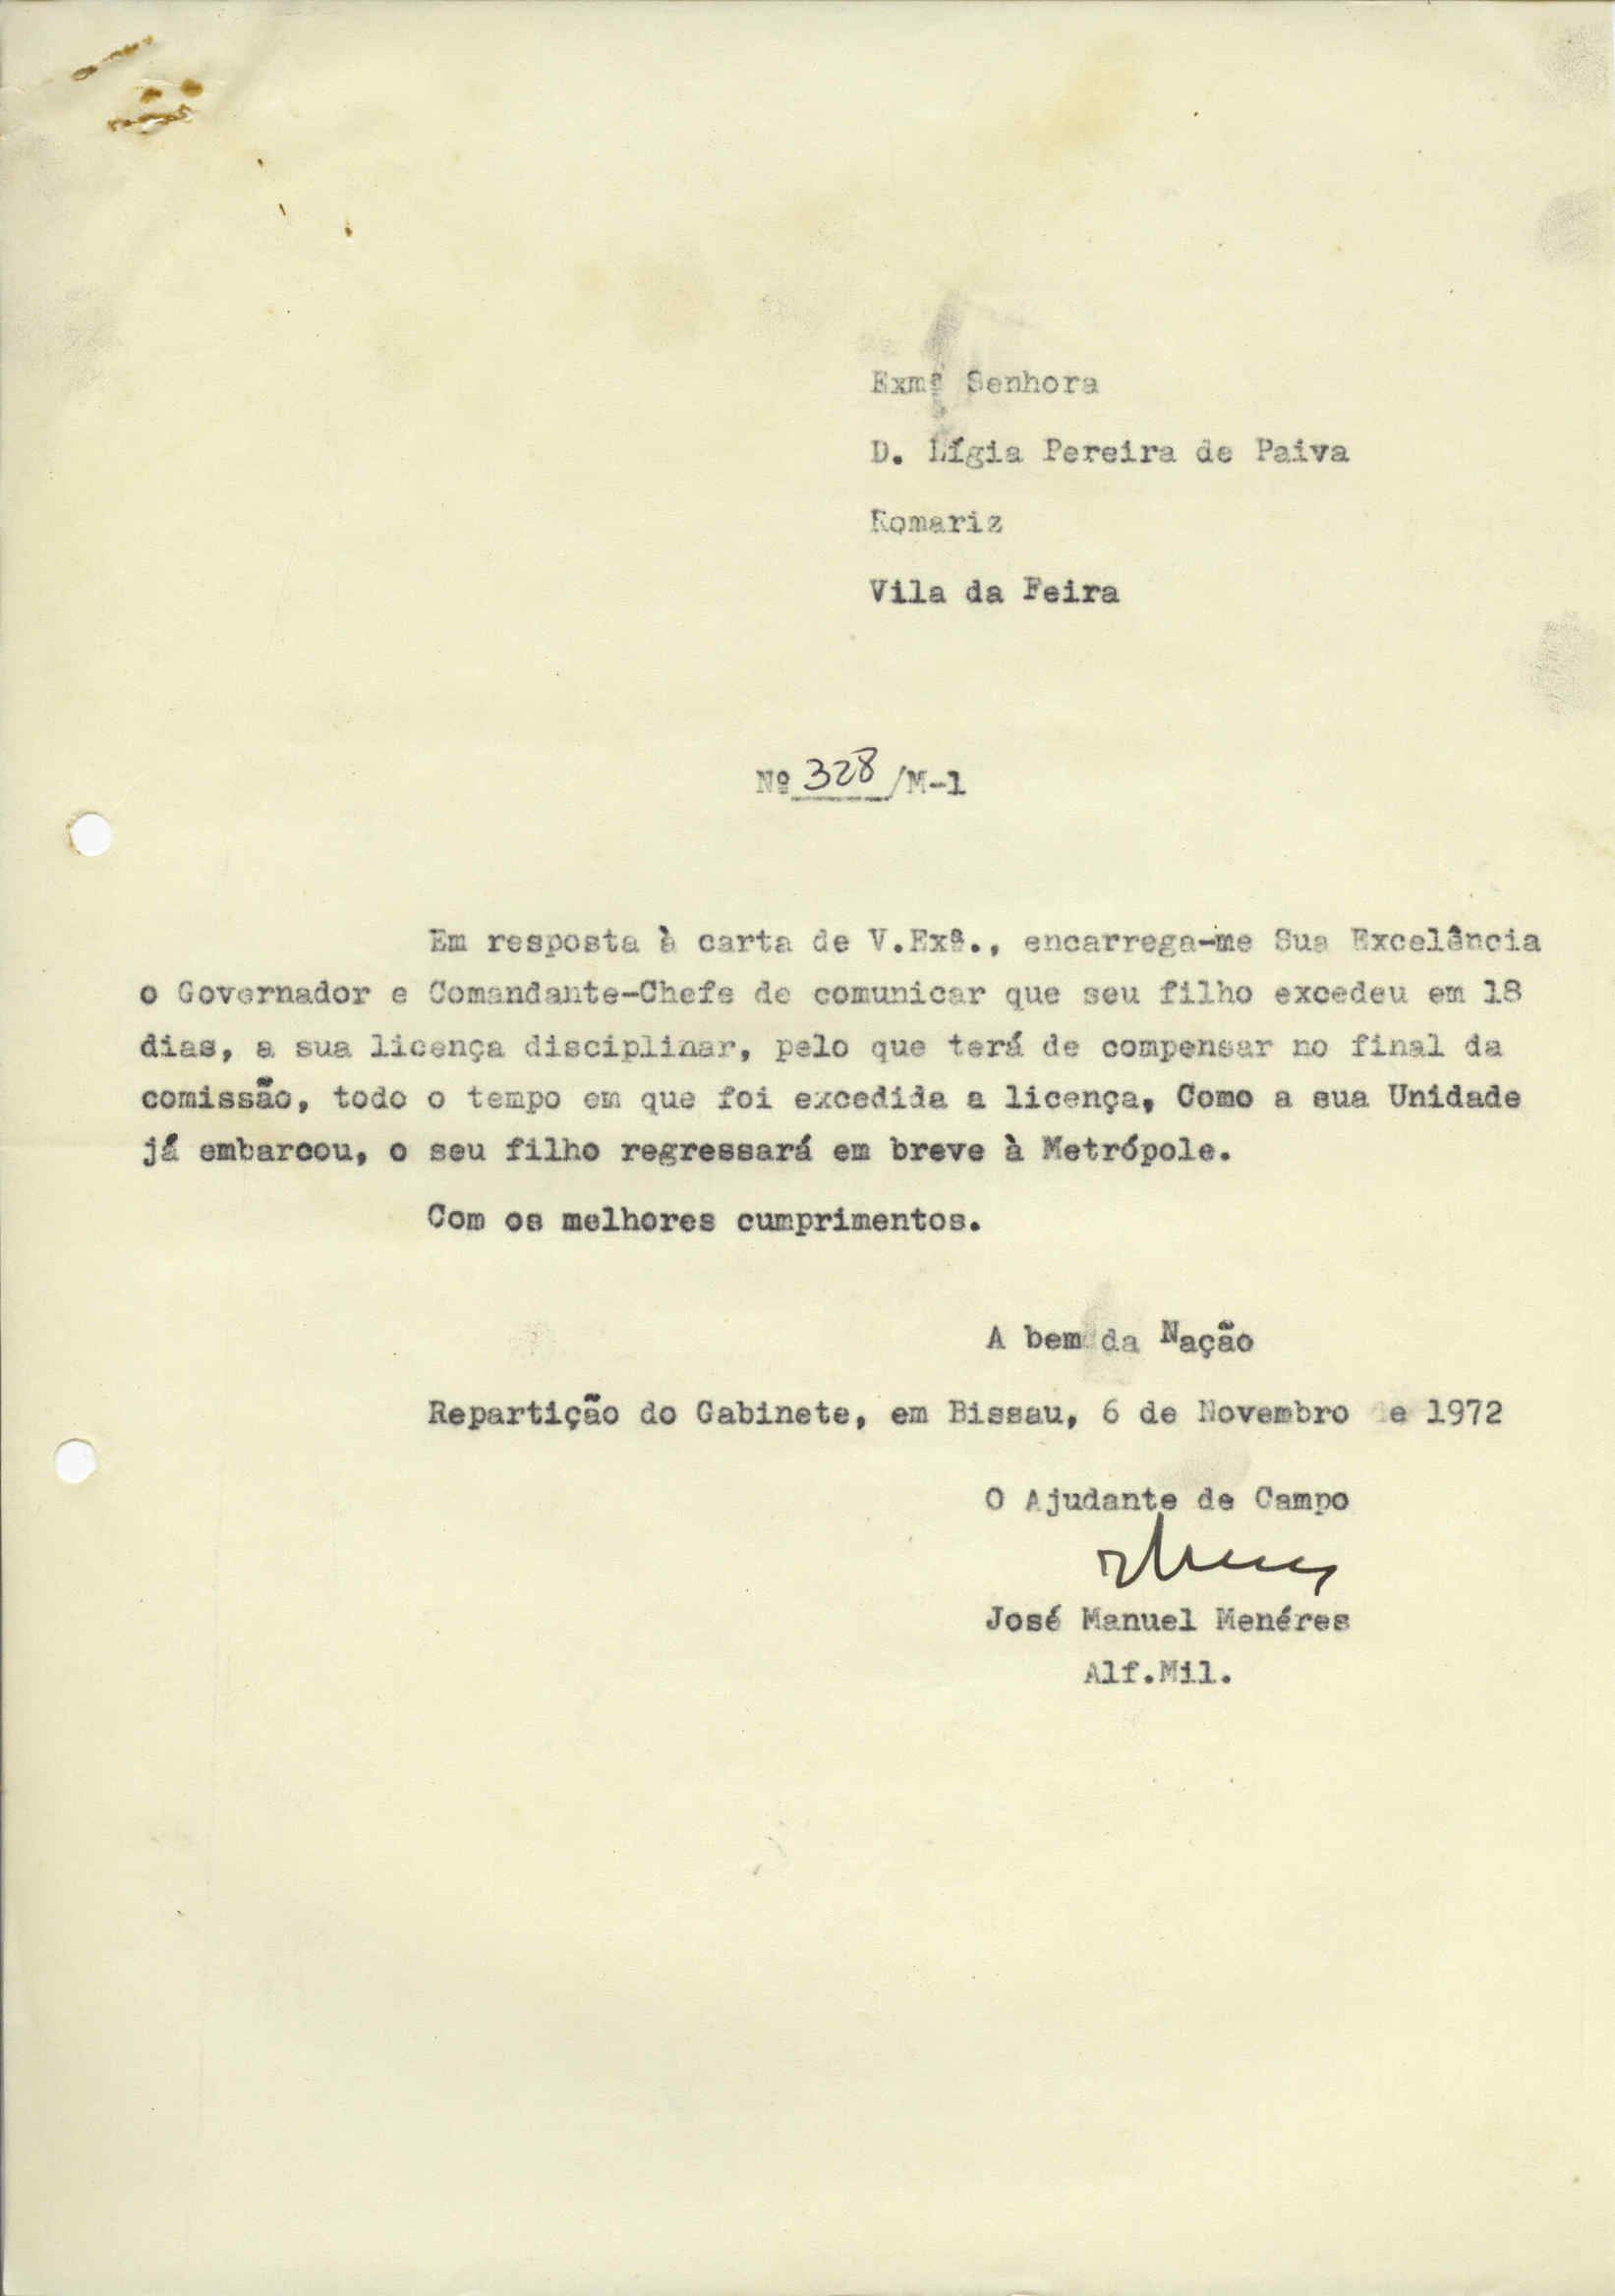 Exmª Senhora
D. Lígia Pereira de Paiva
Romariz
Vila da Feira
Nº 328/M-1
Em resposta à carta de V.Exª., encarrega-me Sua Excelância
o Governador e Comandante-Chefe de comunicar que seu filho excedeu em 18
dias, a sua licença disciplinar, pelo que terá de compensar no final da
comissão, todo o tempo em que foi excedida a licença, Como a sua Unidade
já embarcou, o seu filho regressará em breve à Metrópole.
Com os melhores cumprimentos.
A bem da Nação
Repartição do Gabinete, em Bissau, 6 de Novembro de 1972
O Ajudante de Campo
José Manuel Menéres
Alf.Mil.